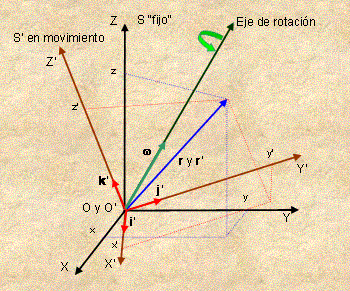 Z
S "fijo"
Eje de rotación
S' en movimiento
Z'
z
z'
ω
r y r'
y'
Y'
k'
j'
O y O'
i'
y
Y
x
x'
X
X'